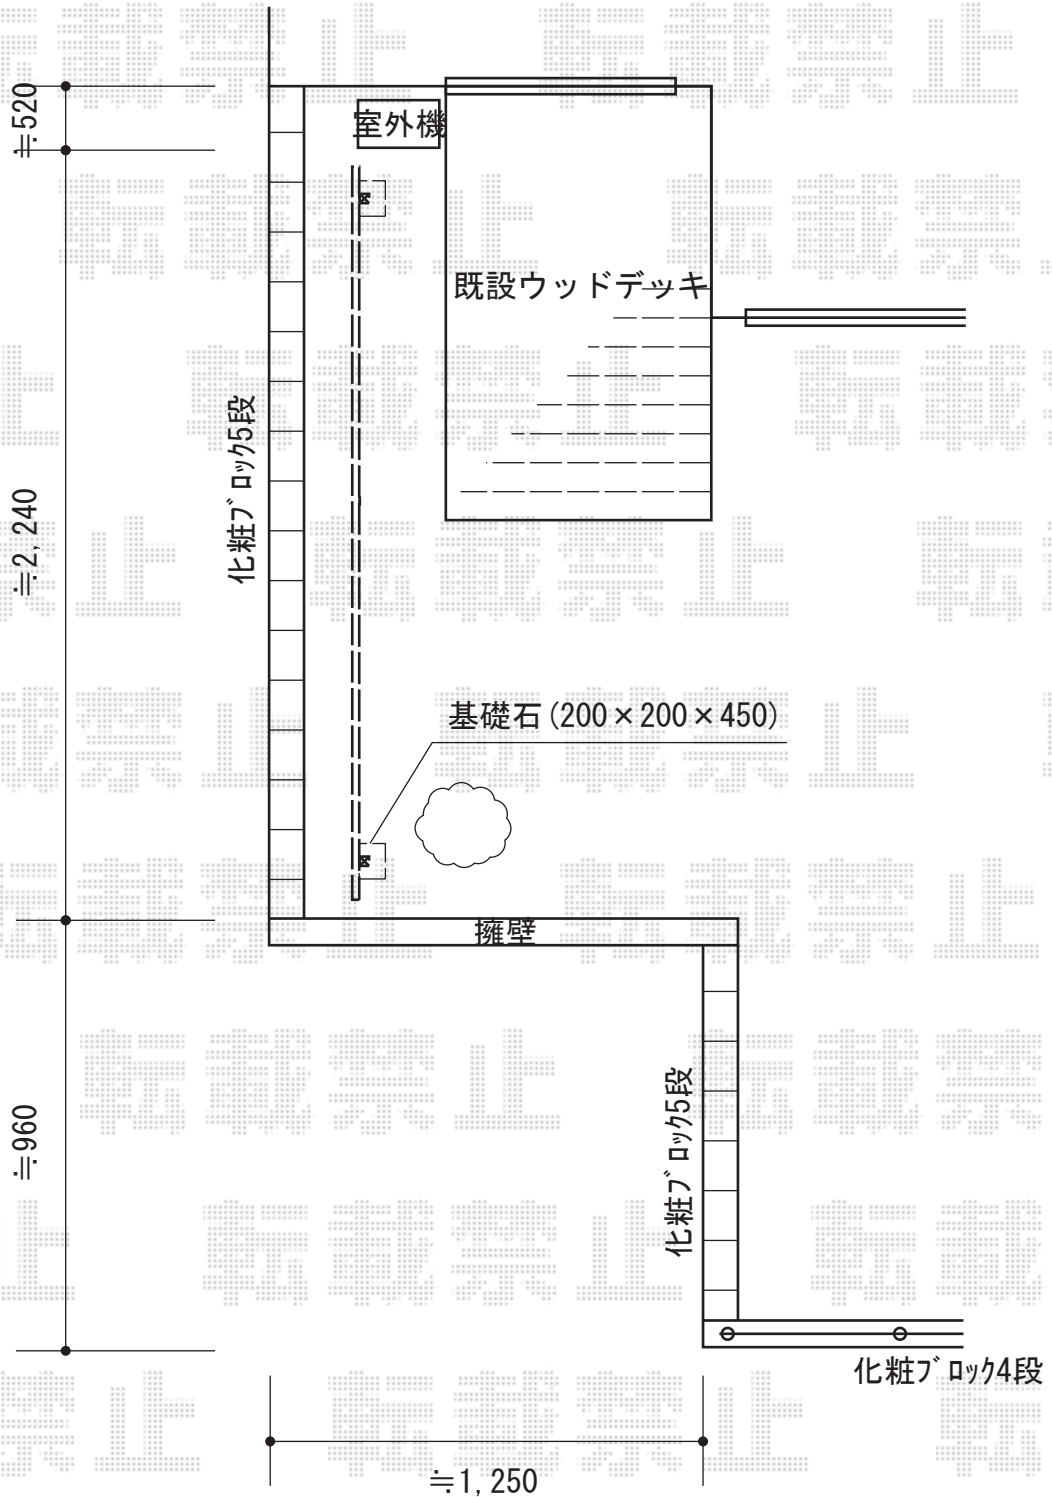 ≒520
室外機
既設ウッドデッキ
化粧ブロック5段
≒2,240
基礎石(200×200×450)
擁壁
≒960
化粧ブロック5段
化粧ブロック4段
≒1,250
転載禁止